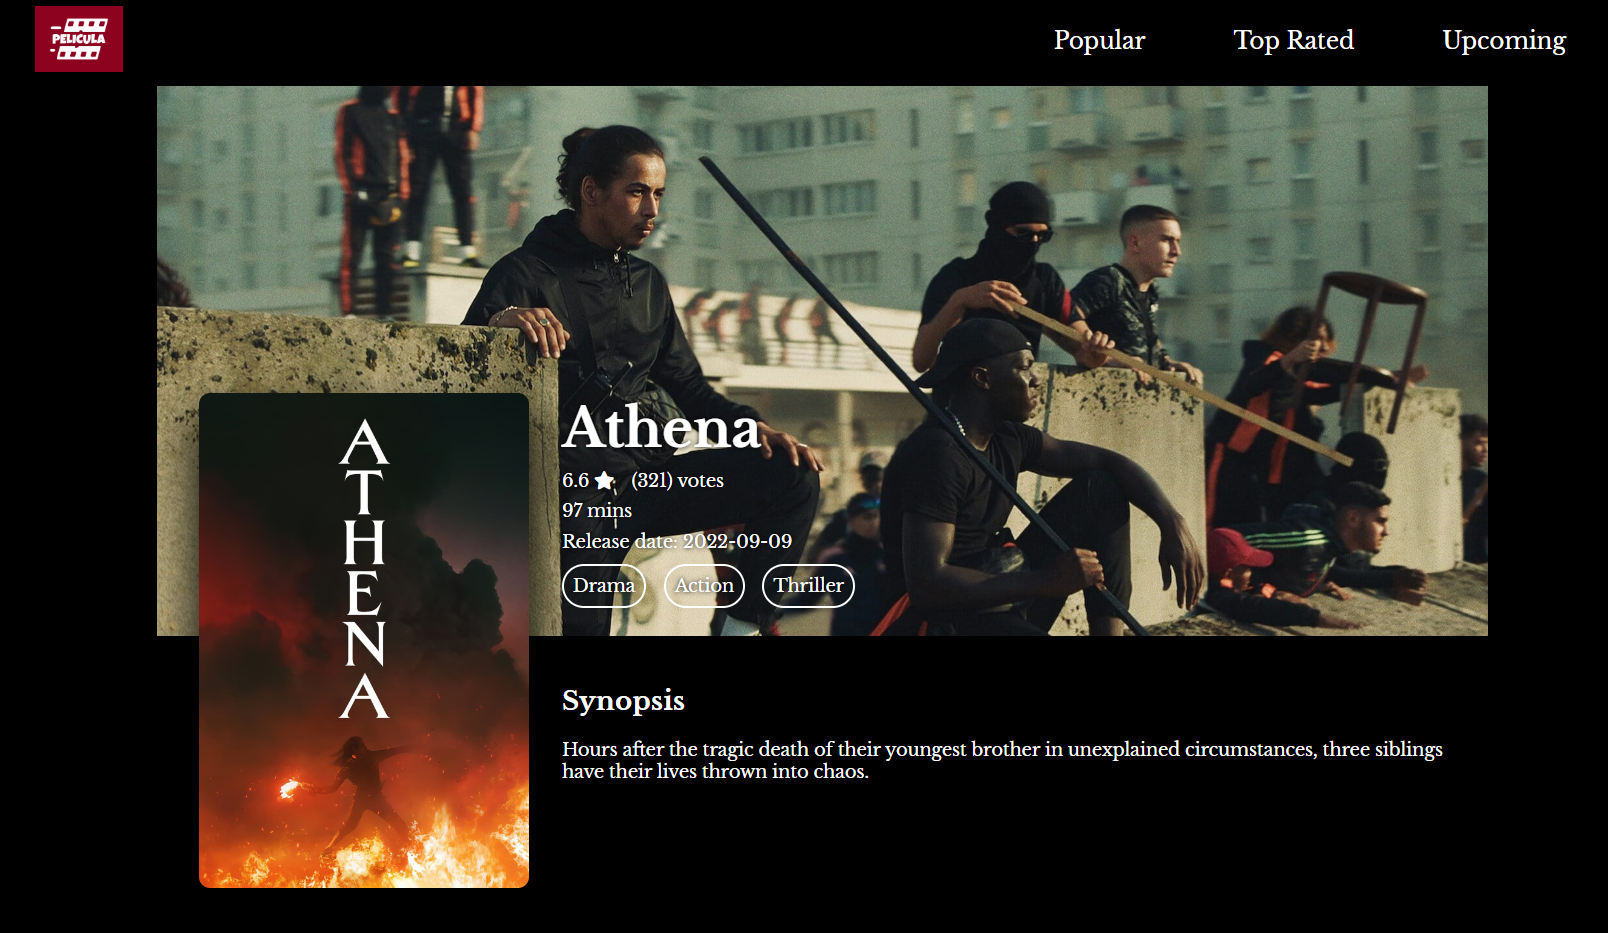 PELICULA
Popular
Top Rated
Upcoming
Athena
6.6 (321) votes
97 mins
Release date: 2022-09-09
Drama
Action
Thriller
A
T
H
E
N
A
Synopsis
Hours after the tragic death of their youngest brother in unexplained circumstances, three siblings
have their lives thrown into chaos.